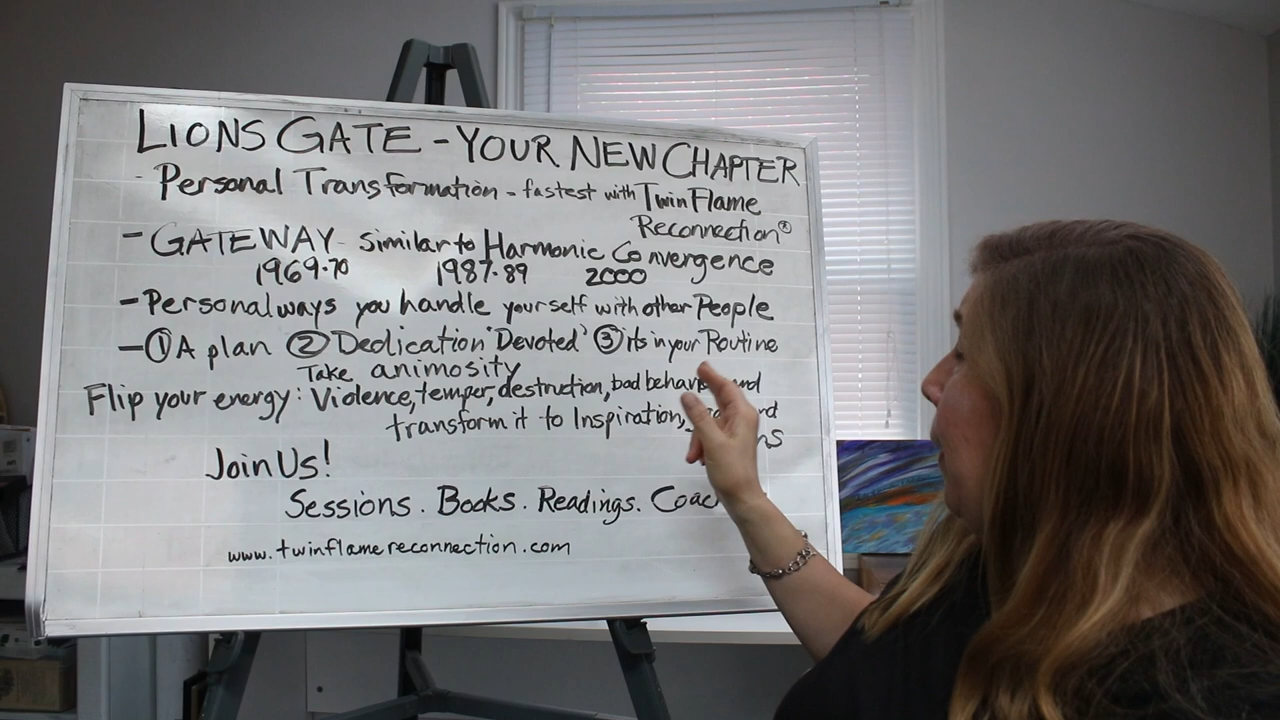 LIONS GATE - YOUR NEW CHAPTER
- Personal Transformation - fastest with Twin Flame
Reconnection®
- GATEWAY - Similar to Harmonic Convergence
1969-70 1987-89 2000
- Personal ways you handle yourself with other People
- ① A plan ② Dedication 'Devoted' ③ its in your Routine
Take animosity
Flip your energy: Violence, temper, destruction, bad
transform it to Inspiration,
Join Us!
Sessions. Books. Readings.
www.twinflamereconnection.com